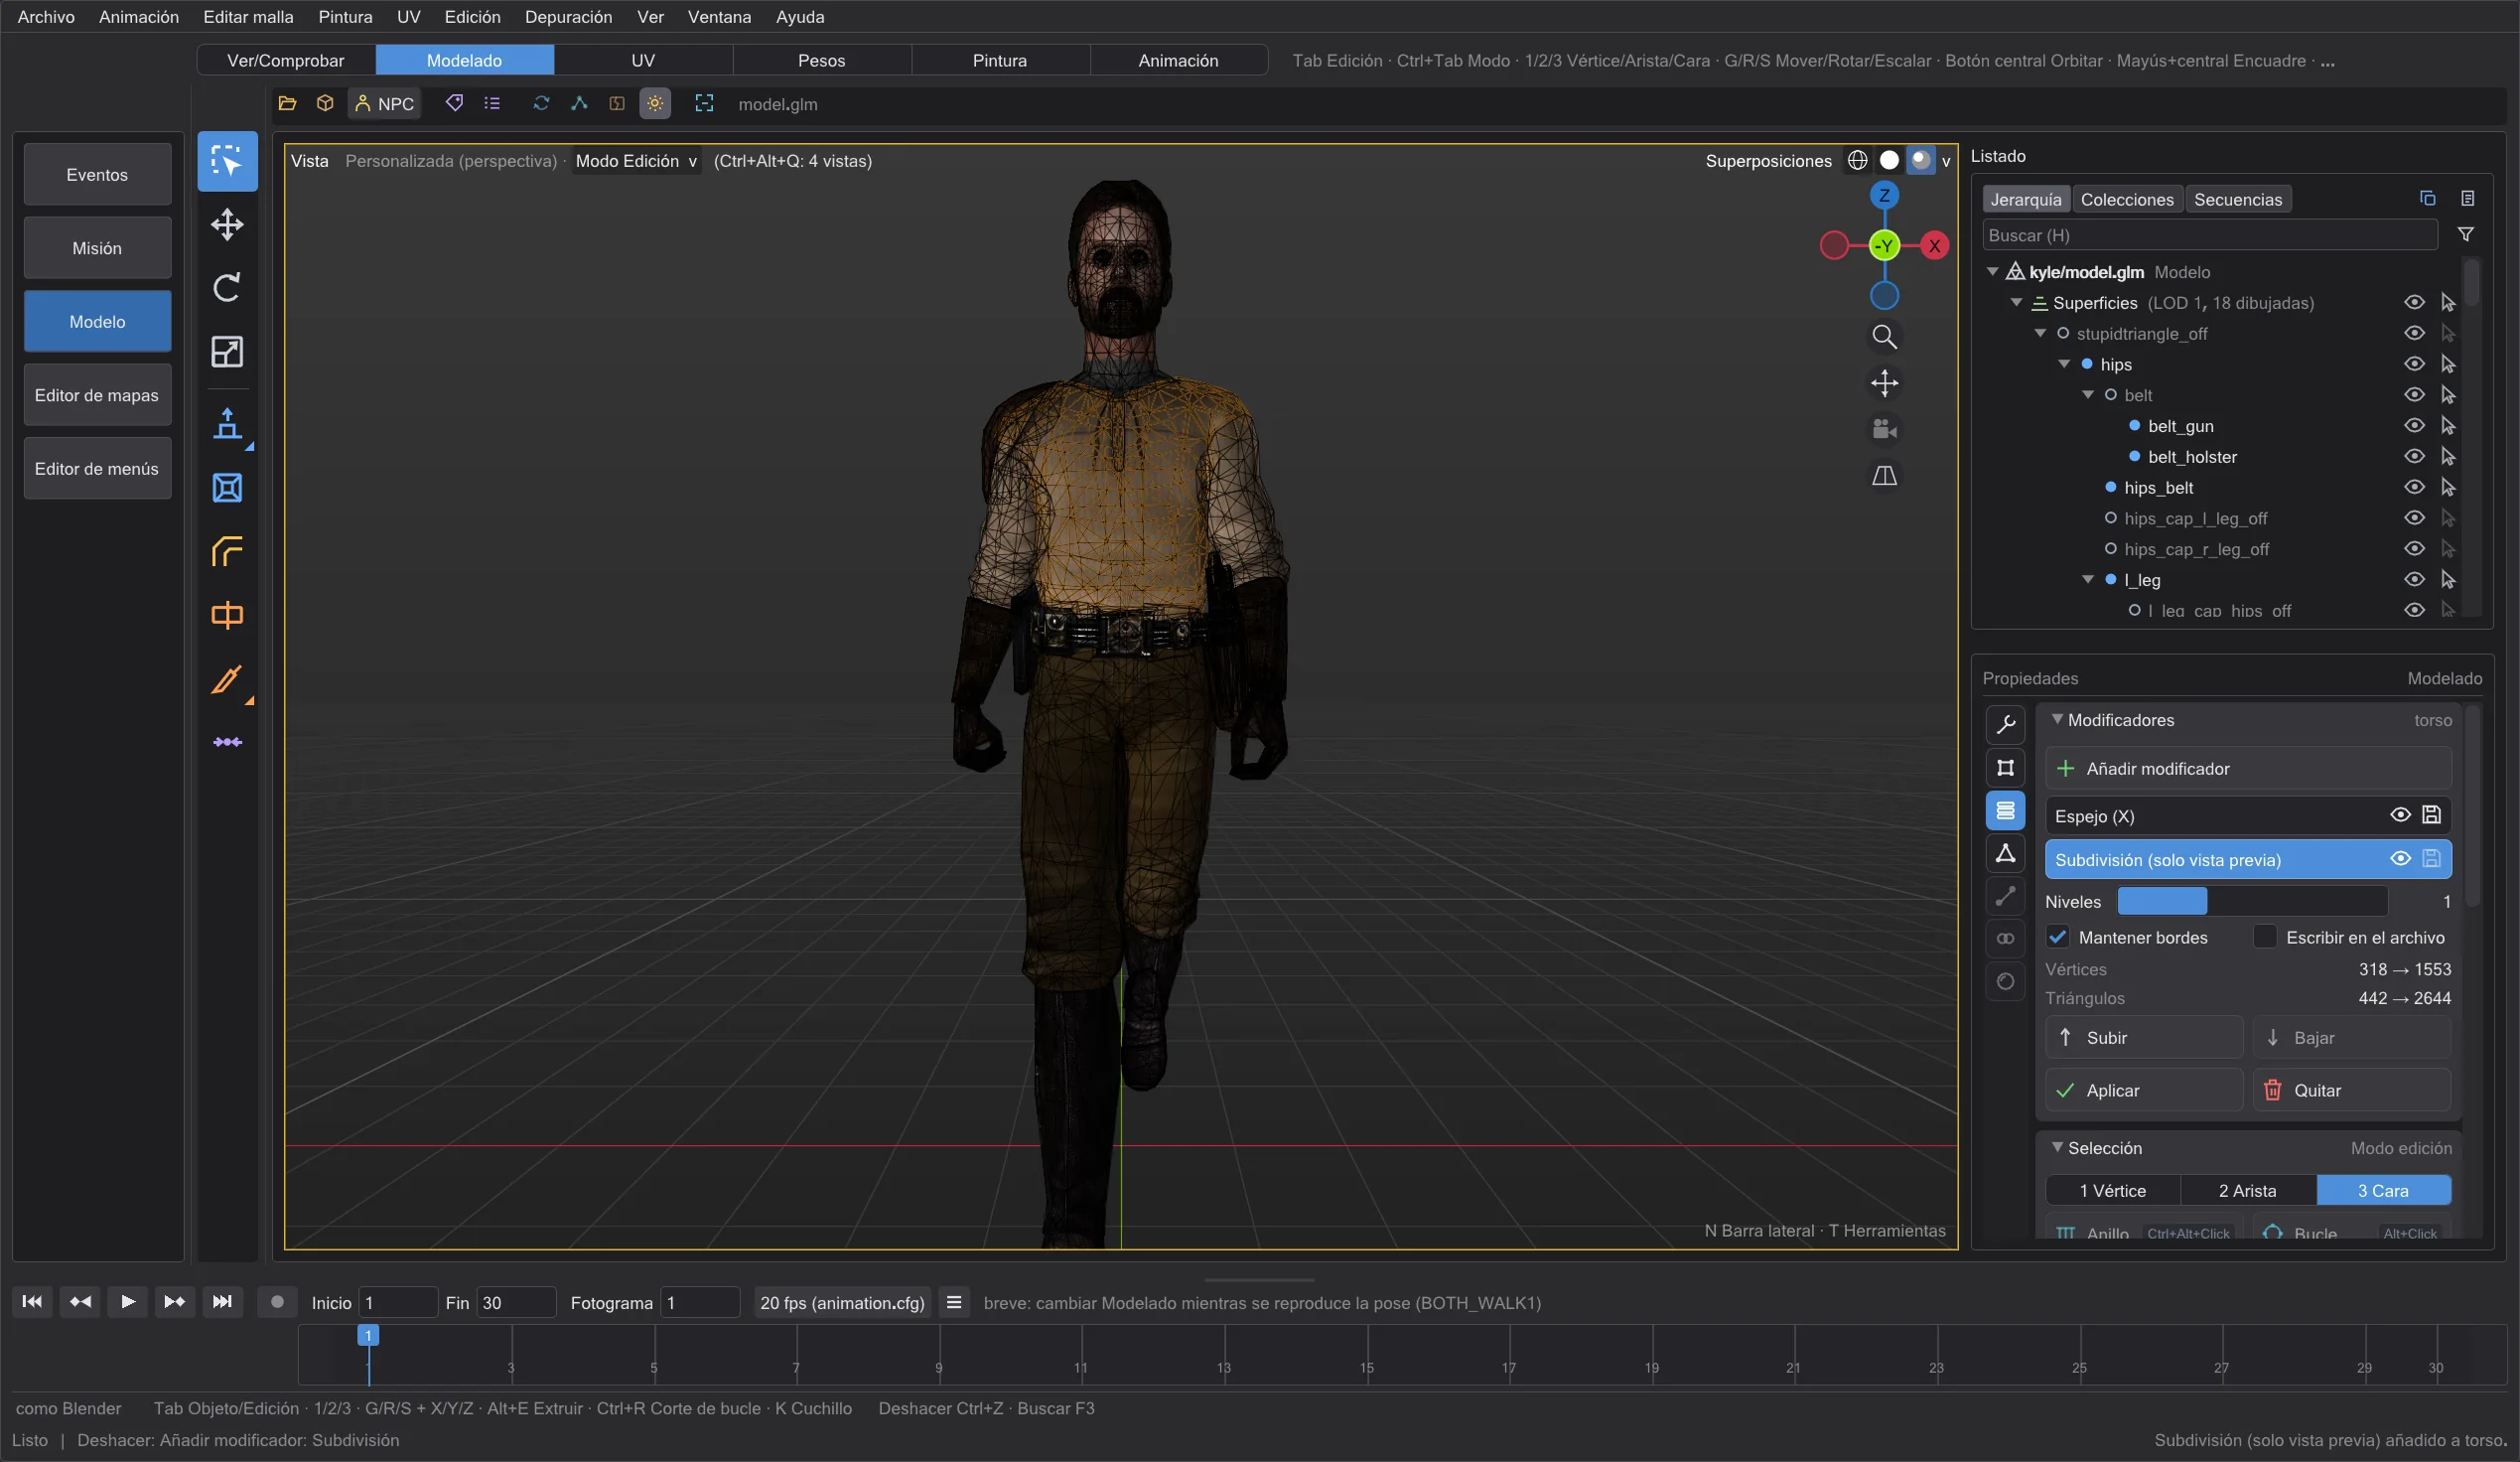 Archivo Animación Editar malla Pintura UV Edición Depuración Ver Ventana Ayuda
Ver/Comprobar Modelado UV Pesos Pintura Animación Tab Edición · Ctrl+Tab Modo · 1/2/3 Vértice/Arista/Cara · G/R/S Mover/Rotar/Escalar · Botón central Orbitar · Mayús+central Encuadre · ...
NPC model.glm
Eventos
Misión
Modelo
Editor de mapas
Editor de menús
Vista Personalizada (perspectiva) · Modo Edición v (Ctrl+Alt+Q: 4 vistas)
Superposiciones v
Z
-Y X
N Barra lateral · T Herramientas
Listado
Jerarquía Colecciones Secuencias
Buscar (H)
kyle/model.glm Modelo
Superficies (LOD 1, 18 dibujadas)
stupidtriangle_off
hips
belt
belt_gun
belt_holster
hips_belt
hips_cap_l_leg_off
hips_cap_r_leg_off
l_leg
l_leg_cap_hips_off
Propiedades Modelado
Modificadores torso
Añadir modificador
Espejo (X)
Subdivisión (solo vista previa)
Niveles 1
Mantener bordes Escribir en el archivo
Vértices 318 → 1553
Triángulos 442 → 2644
Subir Bajar
Aplicar Quitar
Selección Modo edición
1 Vértice 2 Arista 3 Cara
Anillo Ctrl+Alt+Click Bucle Alt+Click
Inicio 1 Fin 30 Fotograma 1 20 fps (animation.cfg) breve: cambiar Modelado mientras se reproduce la pose (BOTH_WALK1)
1
1 3 5 7 9 11 13 15 17 19 21 23 25 27 29 30
como Blender Tab Objeto/Edición · 1/2/3 · G/R/S + X/Y/Z · Alt+E Extruir · Ctrl+R Corte de bucle · K Cuchillo Deshacer Ctrl+Z · Buscar F3
Listo | Deshacer: Añadir modificador: Subdivisión
Subdivisión (solo vista previa) añadido a torso.